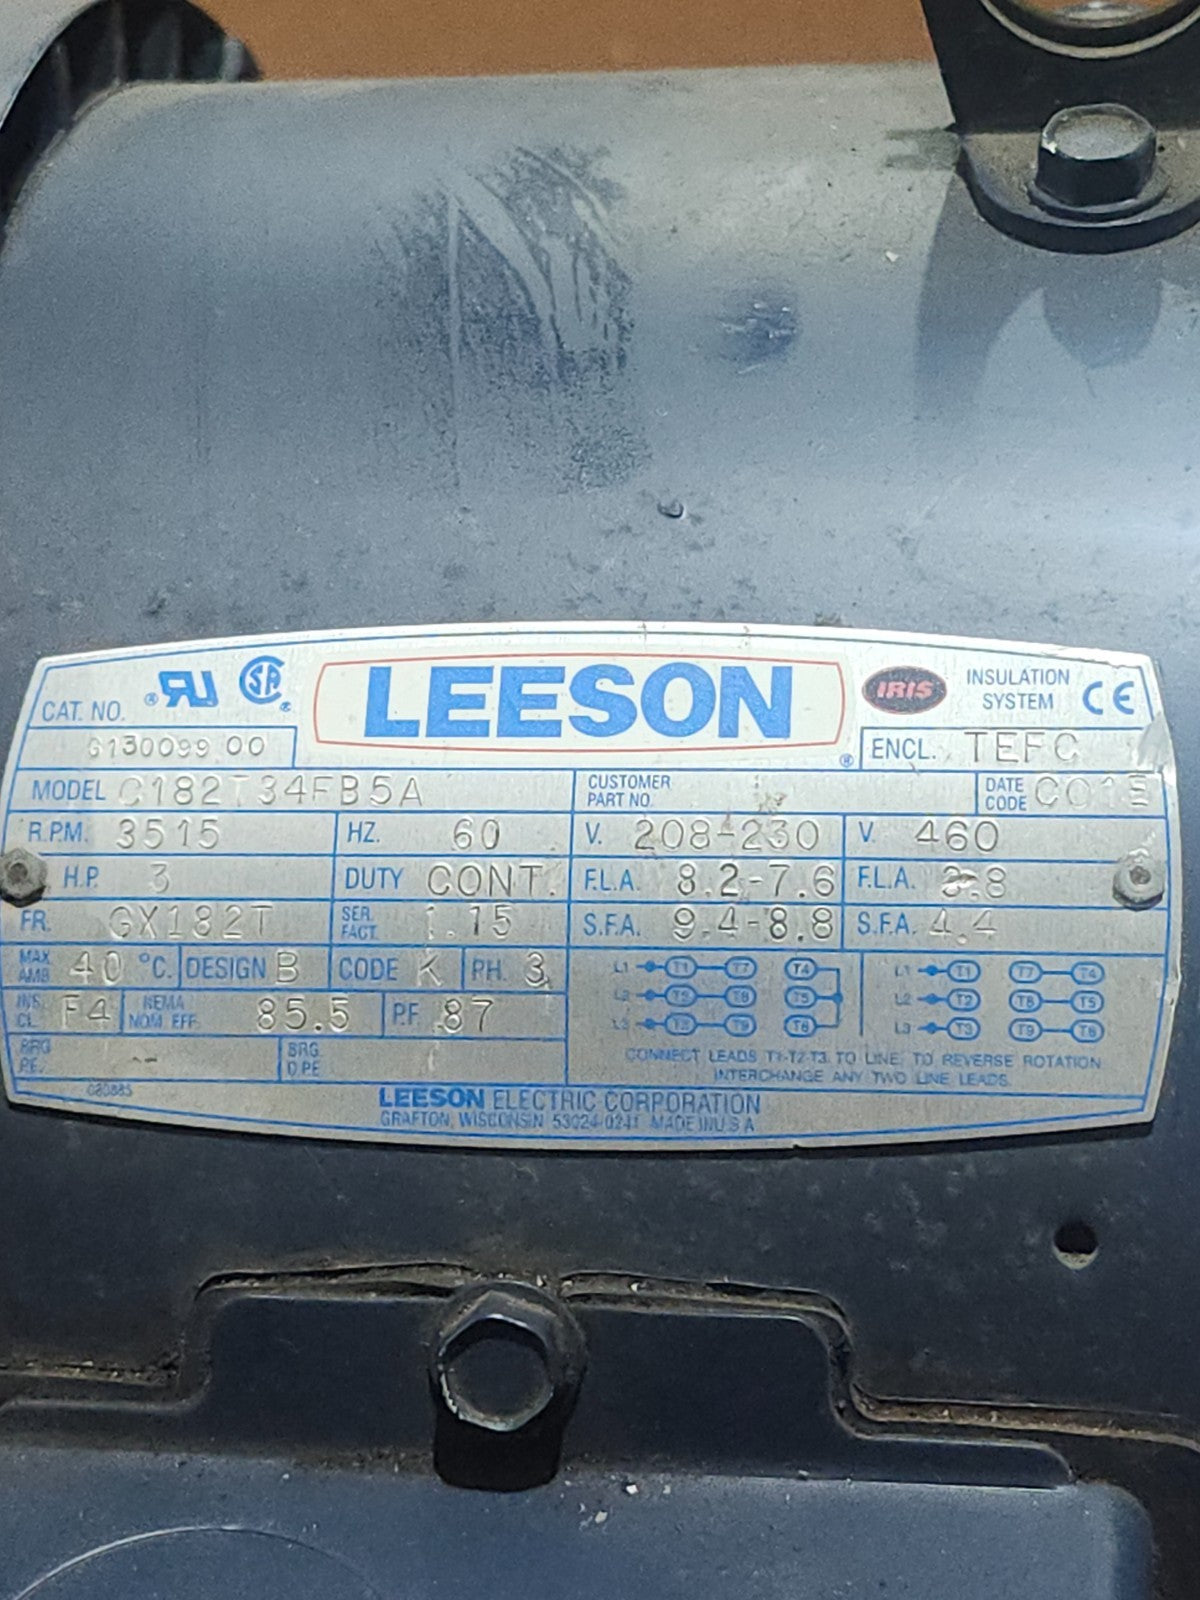 LEESON
IRIS
INSULATION
SYSTEM
CE
CAT. NO.
G130099.00
ENCL. TEFC
MODEL C182T34FB5A
CUSTOMER
PART NO.
DATE
CODE
R.P.M. 3515 HZ. 60 V. 208-230 V. 460
H.P. 3 DUTY CONT. F.L.A. 8.2-7.6 F.L.A. 3.8
FR. GX182T SER. FACT. 1.15 S.F.A. 9.4-8.8 S.F.A. 4.4
MAX AMB 40 °C. DESIGN B CODE K PH. 3
INS. CL. F4 NEMA NOM. EFF. 85.5 P.F. .87
BRG P.E. -- BRG. O.P.E.
L1 T1 T7 T4 L1 T1 T7 T4
L2 T2 T8 T5 L2 T2 T8 T5
L3 T3 T9 T6 L3 T3 T9 T6
CONNECT LEADS T1-T2-T3 TO LINE, TO REVERSE ROTATION
INTERCHANGE ANY TWO LINE LEADS.
LEESON ELECTRIC CORPORATION
GRAFTON, WISCONSIN 53024-0241 MADE IN U.S.A.